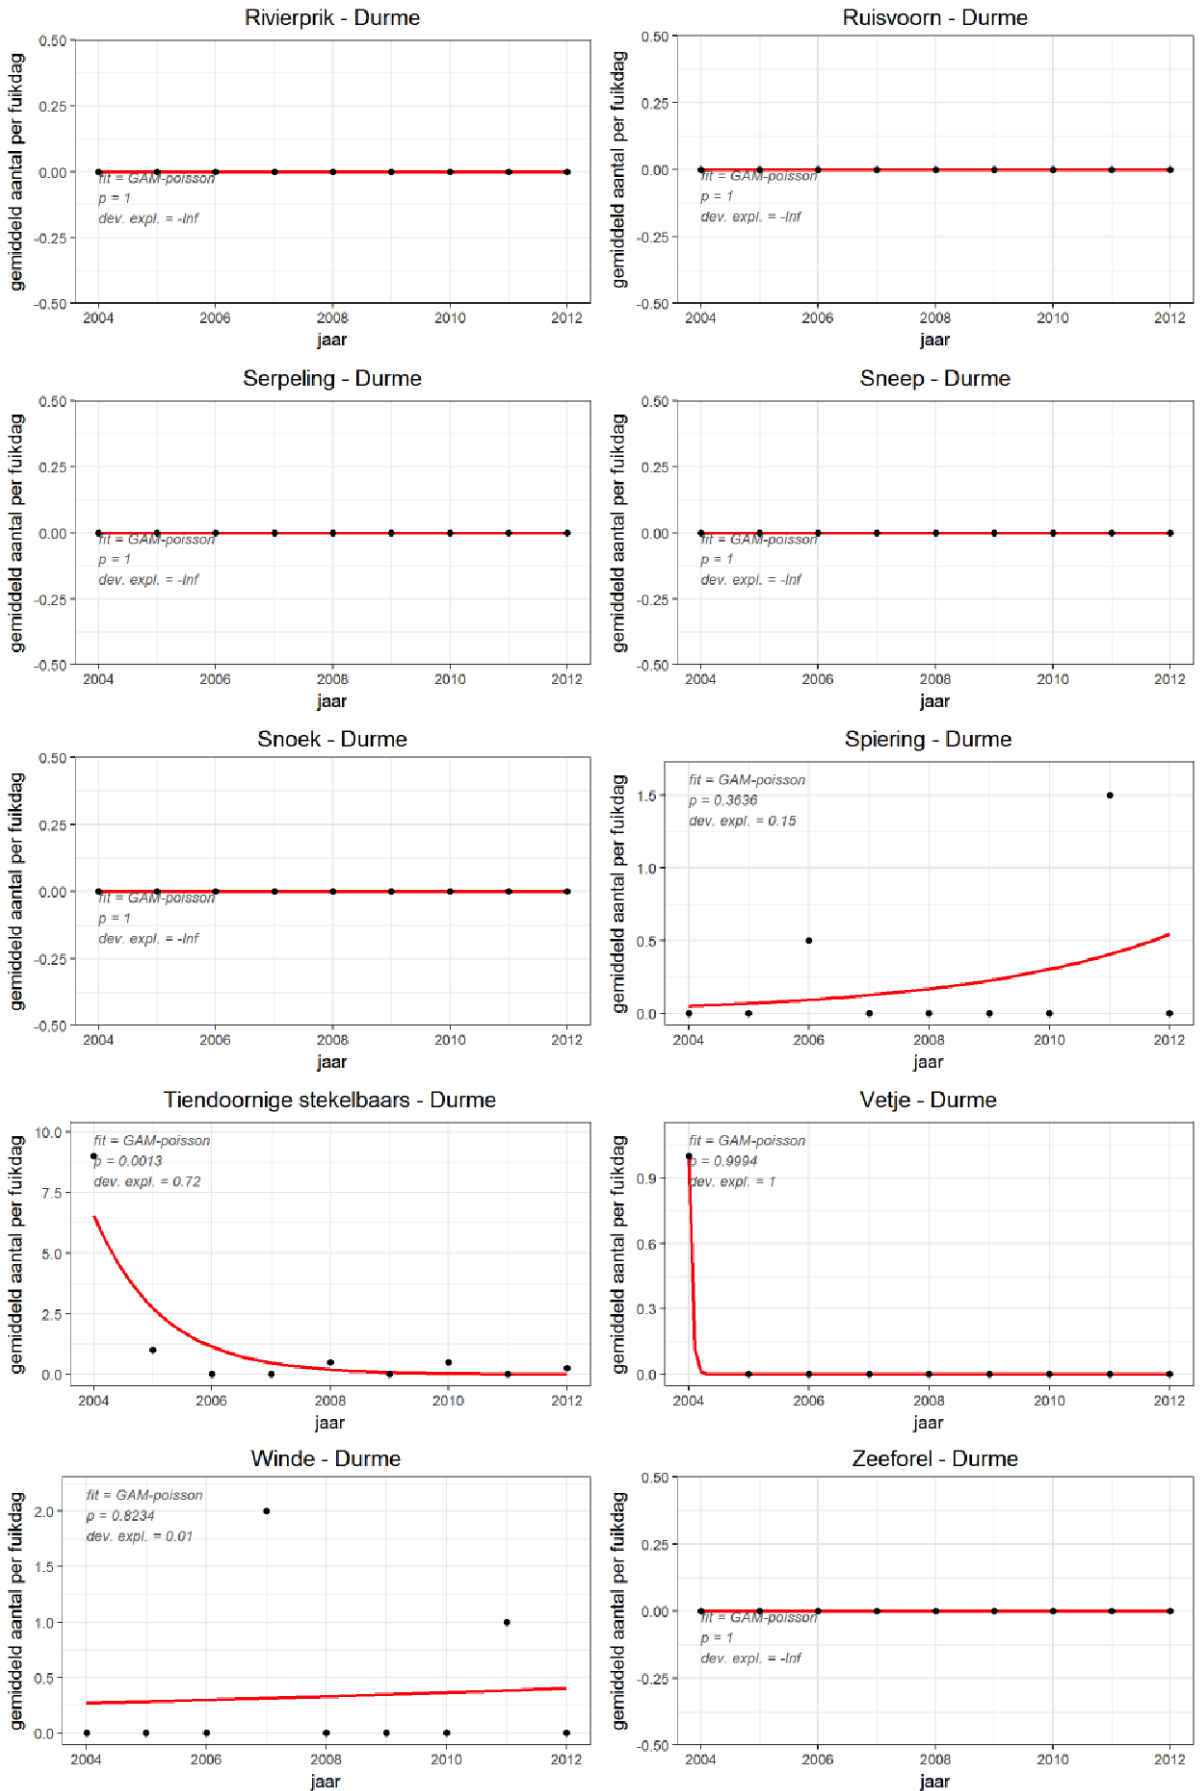 Rivierprik - Durme
gemiddeld aantal per fuikdag
0.50
0.25
0.00
-0.25
-0.50
fit = GAM-poisson
p = 1
dev. expl. = -Inf
2004 2006 2008 2010 2012
jaar
Ruisvoorn - Durme
gemiddeld aantal per fuikdag
0.50
0.25
0.00
-0.25
-0.50
fit = GAM-poisson
p = 1
dev. expl. = -Inf
2004 2006 2008 2010 2012
jaar
Serpeling - Durme
gemiddeld aantal per fuikdag
0.50
0.25
0.00
-0.25
-0.50
fit = GAM-poisson
p = 1
dev. expl. = -Inf
2004 2006 2008 2010 2012
jaar
Sneep - Durme
gemiddeld aantal per fuikdag
0.50
0.25
0.00
-0.25
-0.50
fit = GAM-poisson
p = 1
dev. expl. = -Inf
2004 2006 2008 2010 2012
jaar
Snoek - Durme
gemiddeld aantal per fuikdag
0.50
0.25
0.00
-0.25
-0.50
fit = GAM-poisson
p = 1
dev. expl. = -Inf
2004 2006 2008 2010 2012
jaar
Spiering - Durme
gemiddeld aantal per fuikdag
fit = GAM-poisson
p = 0.3636
dev. expl. = 0.15
1.5
1.0
0.5
0.0
2004 2006 2008 2010 2012
jaar
Tiendoornige stekelbaars - Durme
gemiddeld aantal per fuikdag
fit = GAM-poisson
p = 0.0013
dev. expl. = 0.72
10.0
7.5
5.0
2.5
0.0
2004 2006 2008 2010 2012
jaar
Vetje - Durme
gemiddeld aantal per fuikdag
fit = GAM-poisson
p = 0.9994
dev. expl. = 1
0.9
0.6
0.3
0.0
2004 2006 2008 2010 2012
jaar
Winde - Durme
gemiddeld aantal per fuikdag
fit = GAM-poisson
p = 0.8234
dev. expl. = 0.01
2.0
1.5
1.0
0.5
0.0
2004 2006 2008 2010 2012
jaar
Zeeforel - Durme
gemiddeld aantal per fuikdag
0.50
0.25
0.00
-0.25
-0.50
fit = GAM-poisson
p = 1
dev. expl. = -Inf
2004 2006 2008 2010 2012
jaar